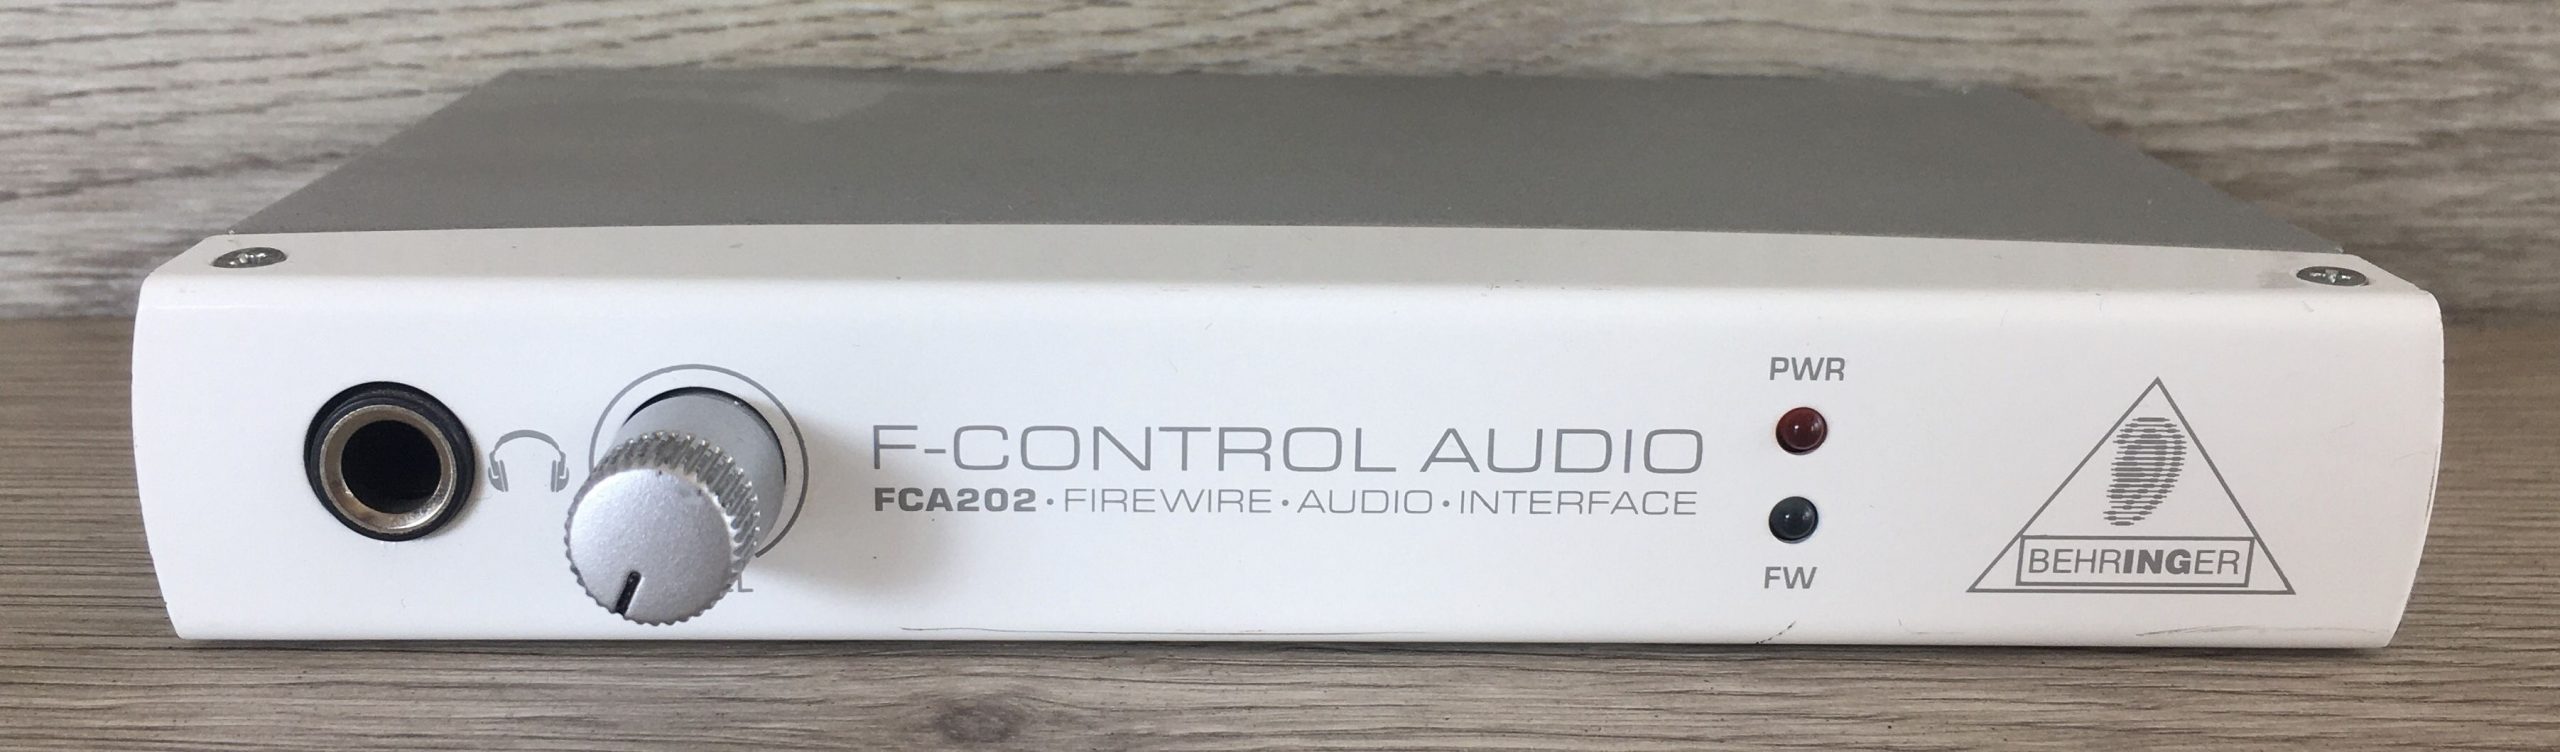 F-CONTROL AUDIO
FCA202 · FIREWIRE · AUDIO · INTERFACE
PWR
FW
BEHRINGER